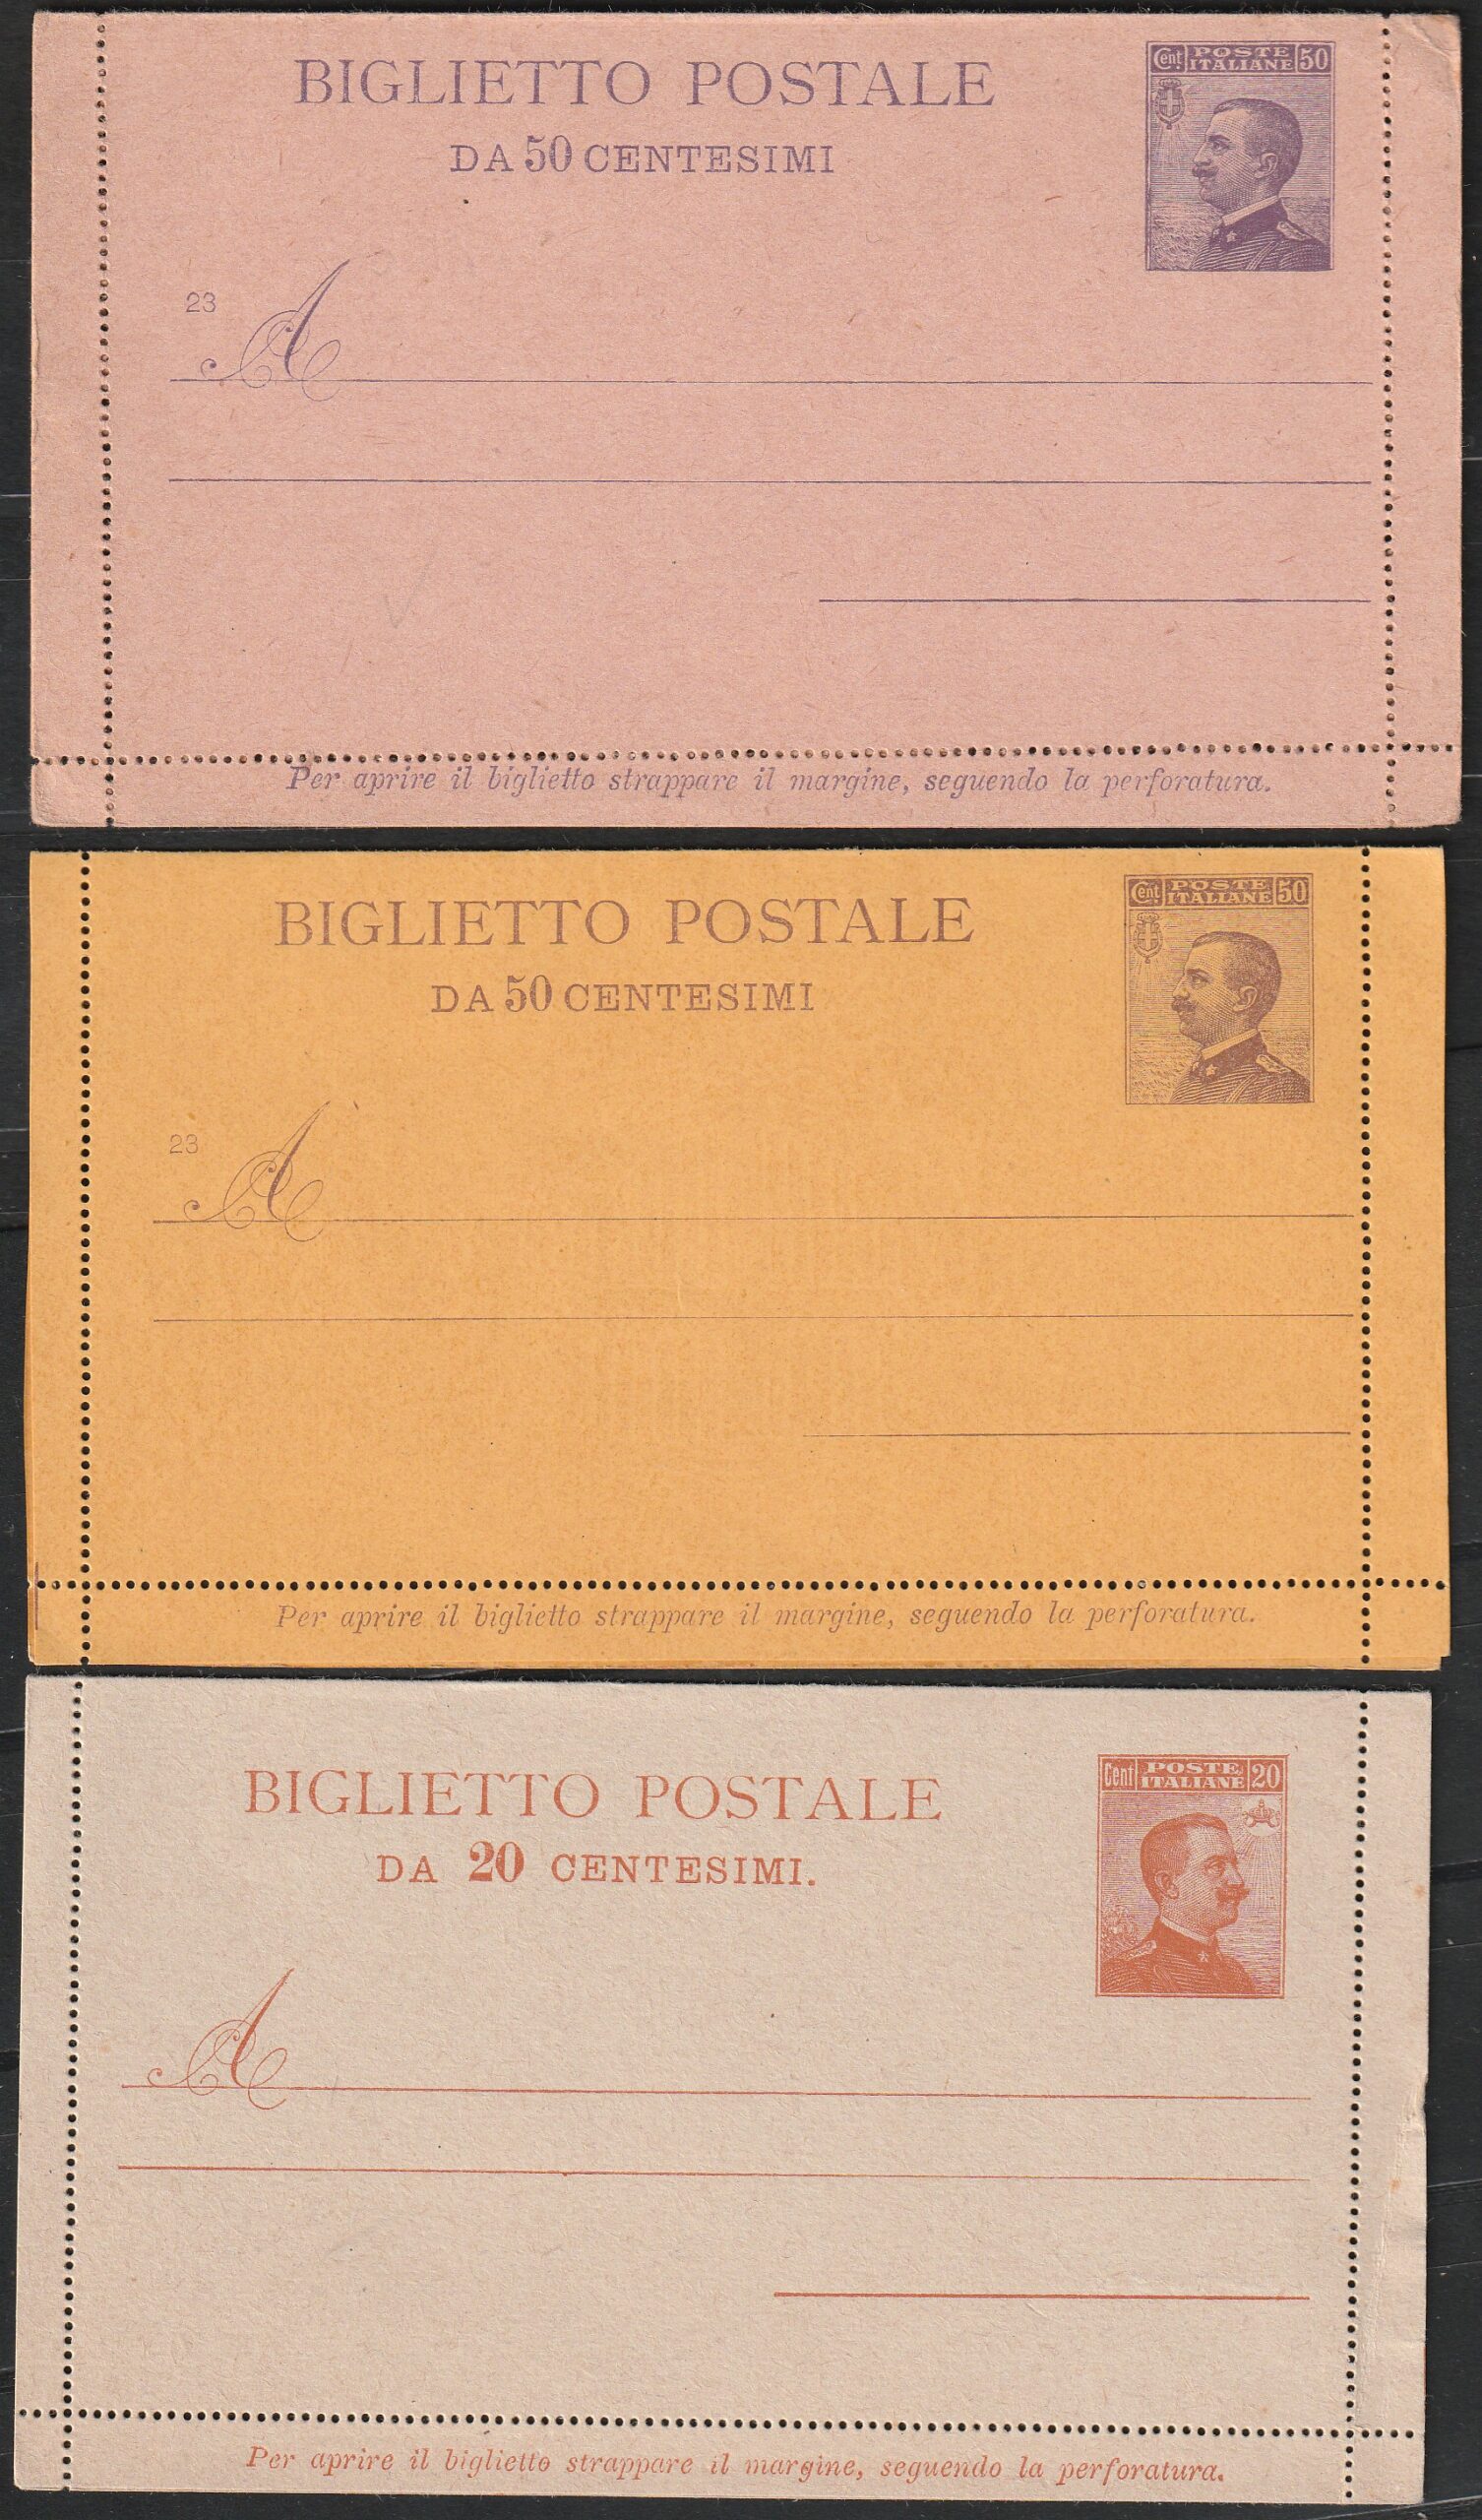 BIGLIETTO POSTALE
DA 50 CENTESIMI
Cent. POSTE ITALIANE 50
23
A
Per aprire il biglietto strappare il margine, seguendo la perforatura.
BIGLIETTO POSTALE
DA 50 CENTESIMI
Cent. POSTE ITALIANE 50
23
A
Per aprire il biglietto strappare il margine, seguendo la perforatura.
BIGLIETTO POSTALE
DA 20 CENTESIMI.
Cent POSTE ITALIANE 20
A
Per aprire il biglietto strappare il margine, seguendo la perforatura.